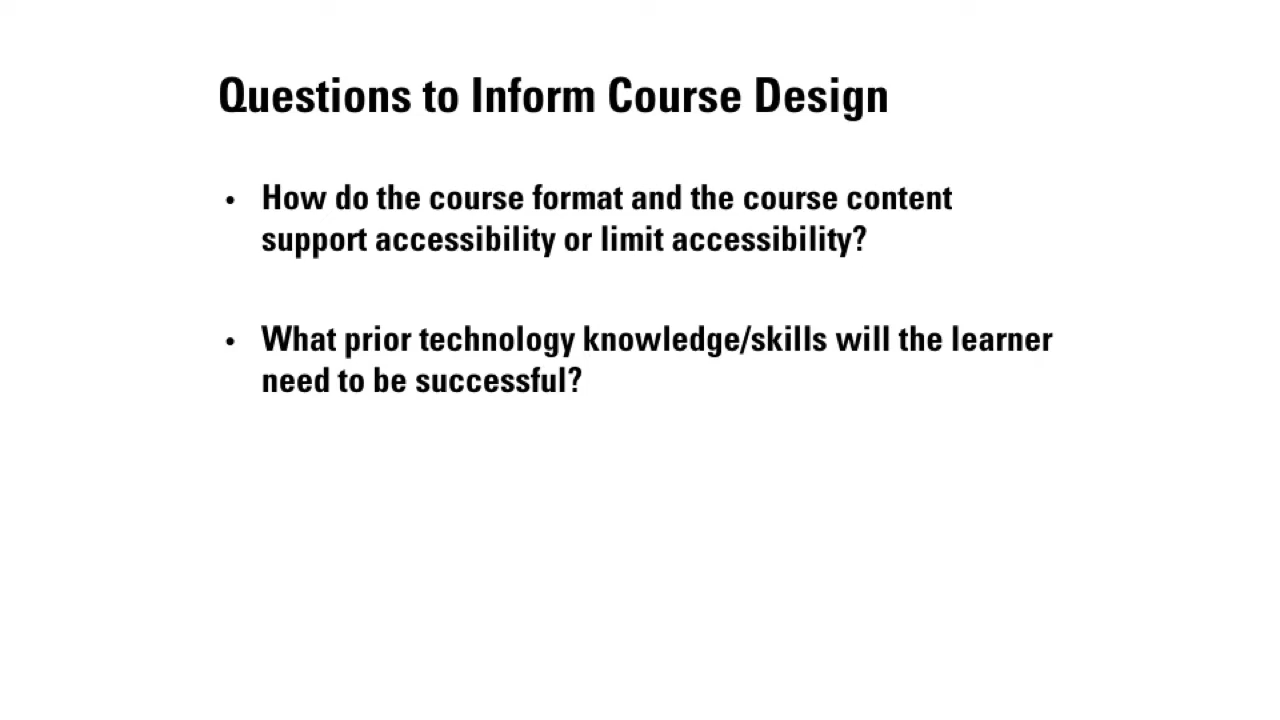 Questions to Inform Course Design
• How do the course format and the course content
support accessibility or limit accessibility?
• What prior technology knowledge/skills will the learner
need to be successful?